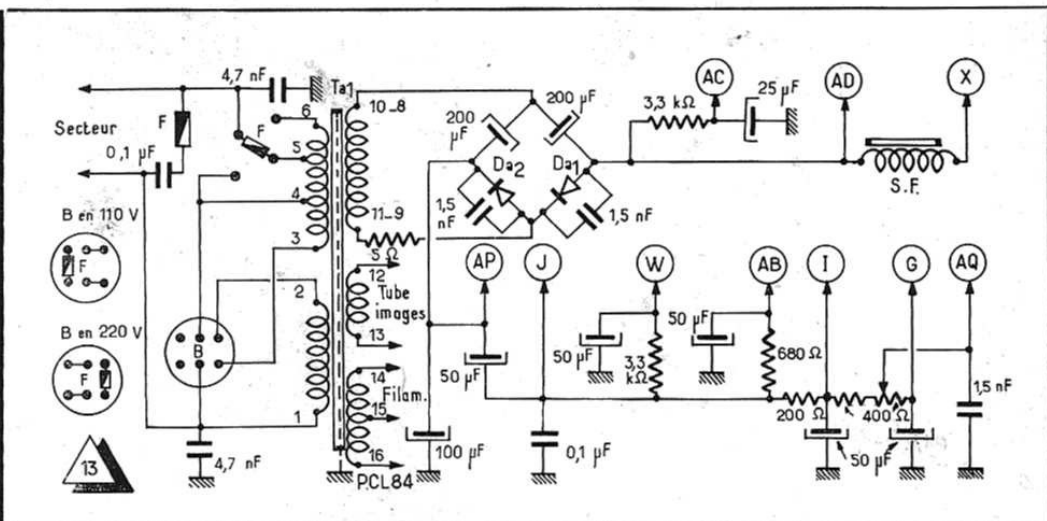 4,7 nF
Ta1
10_8
6
F
F
5
Secteur
0,1 µF
4
3
11_9
5 Ω
200 µF
200 µF
Da2
Da1
1,5 nF
1,5 nF
3,3 kΩ
AC
25 µF
AD
X
S.F.
B en 110 V
F
B en 220 V
F
B
2
1
4,7 nF
13
12
Tube images
13
14
Filam.
15
16
PCL84
AP
J
W
AB
I
G
AQ
50 µF
100 µF
0,1 µF
50 µF
3,3 kΩ
50 µF
680 Ω
200 Ω
400 Ω
50 µF
1,5 nF